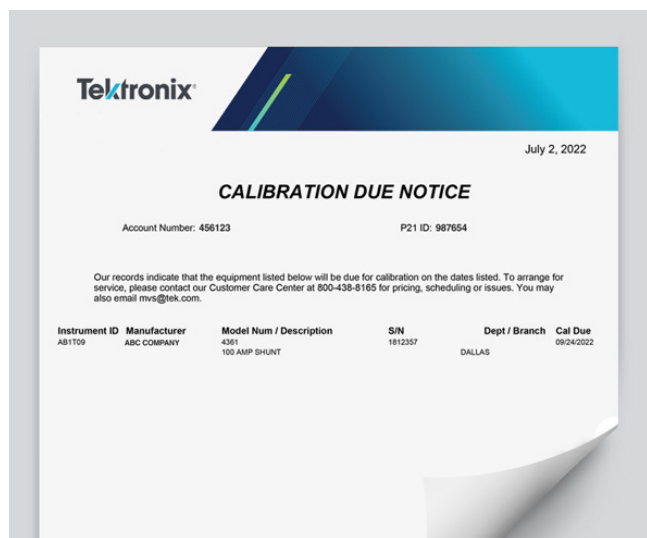 Tektronix®
July 2, 2022
CALIBRATION DUE NOTICE
Account Number: 456123 P21 ID: 987654
Our records indicate that the equipment listed below will be due for calibration on the dates listed. To arrange for
service, please contact our Customer Care Center at 800-438-8165 for pricing, scheduling or issues. You may
also email mvs@tek.com.
Instrument ID Manufacturer Model Num / Description S/N Dept / Branch Cal Due
AB1T09 ABC COMPANY 4361 1812357 09/24/2022
100 AMP SHUNT DALLAS